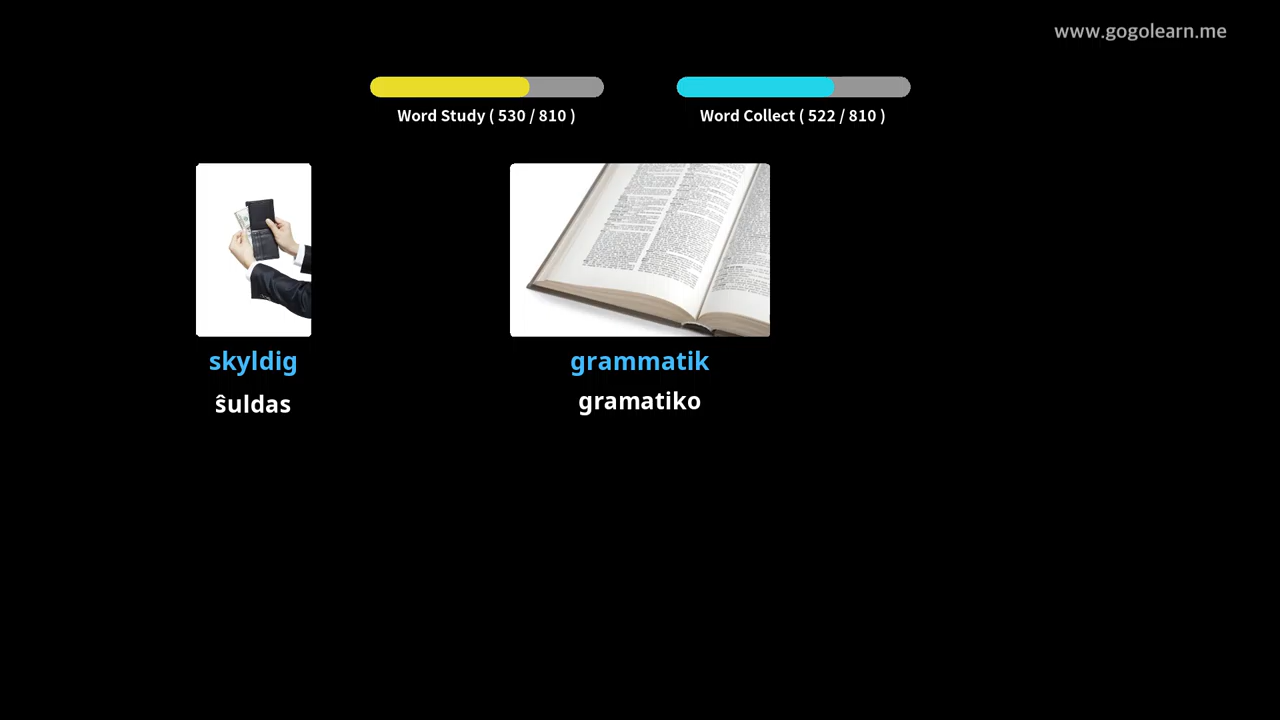 www.gogolearn.me
Word Study ( 530 / 810 )
Word Collect ( 522 / 810 )
skyldig
ŝuldas
grammatik
gramatiko